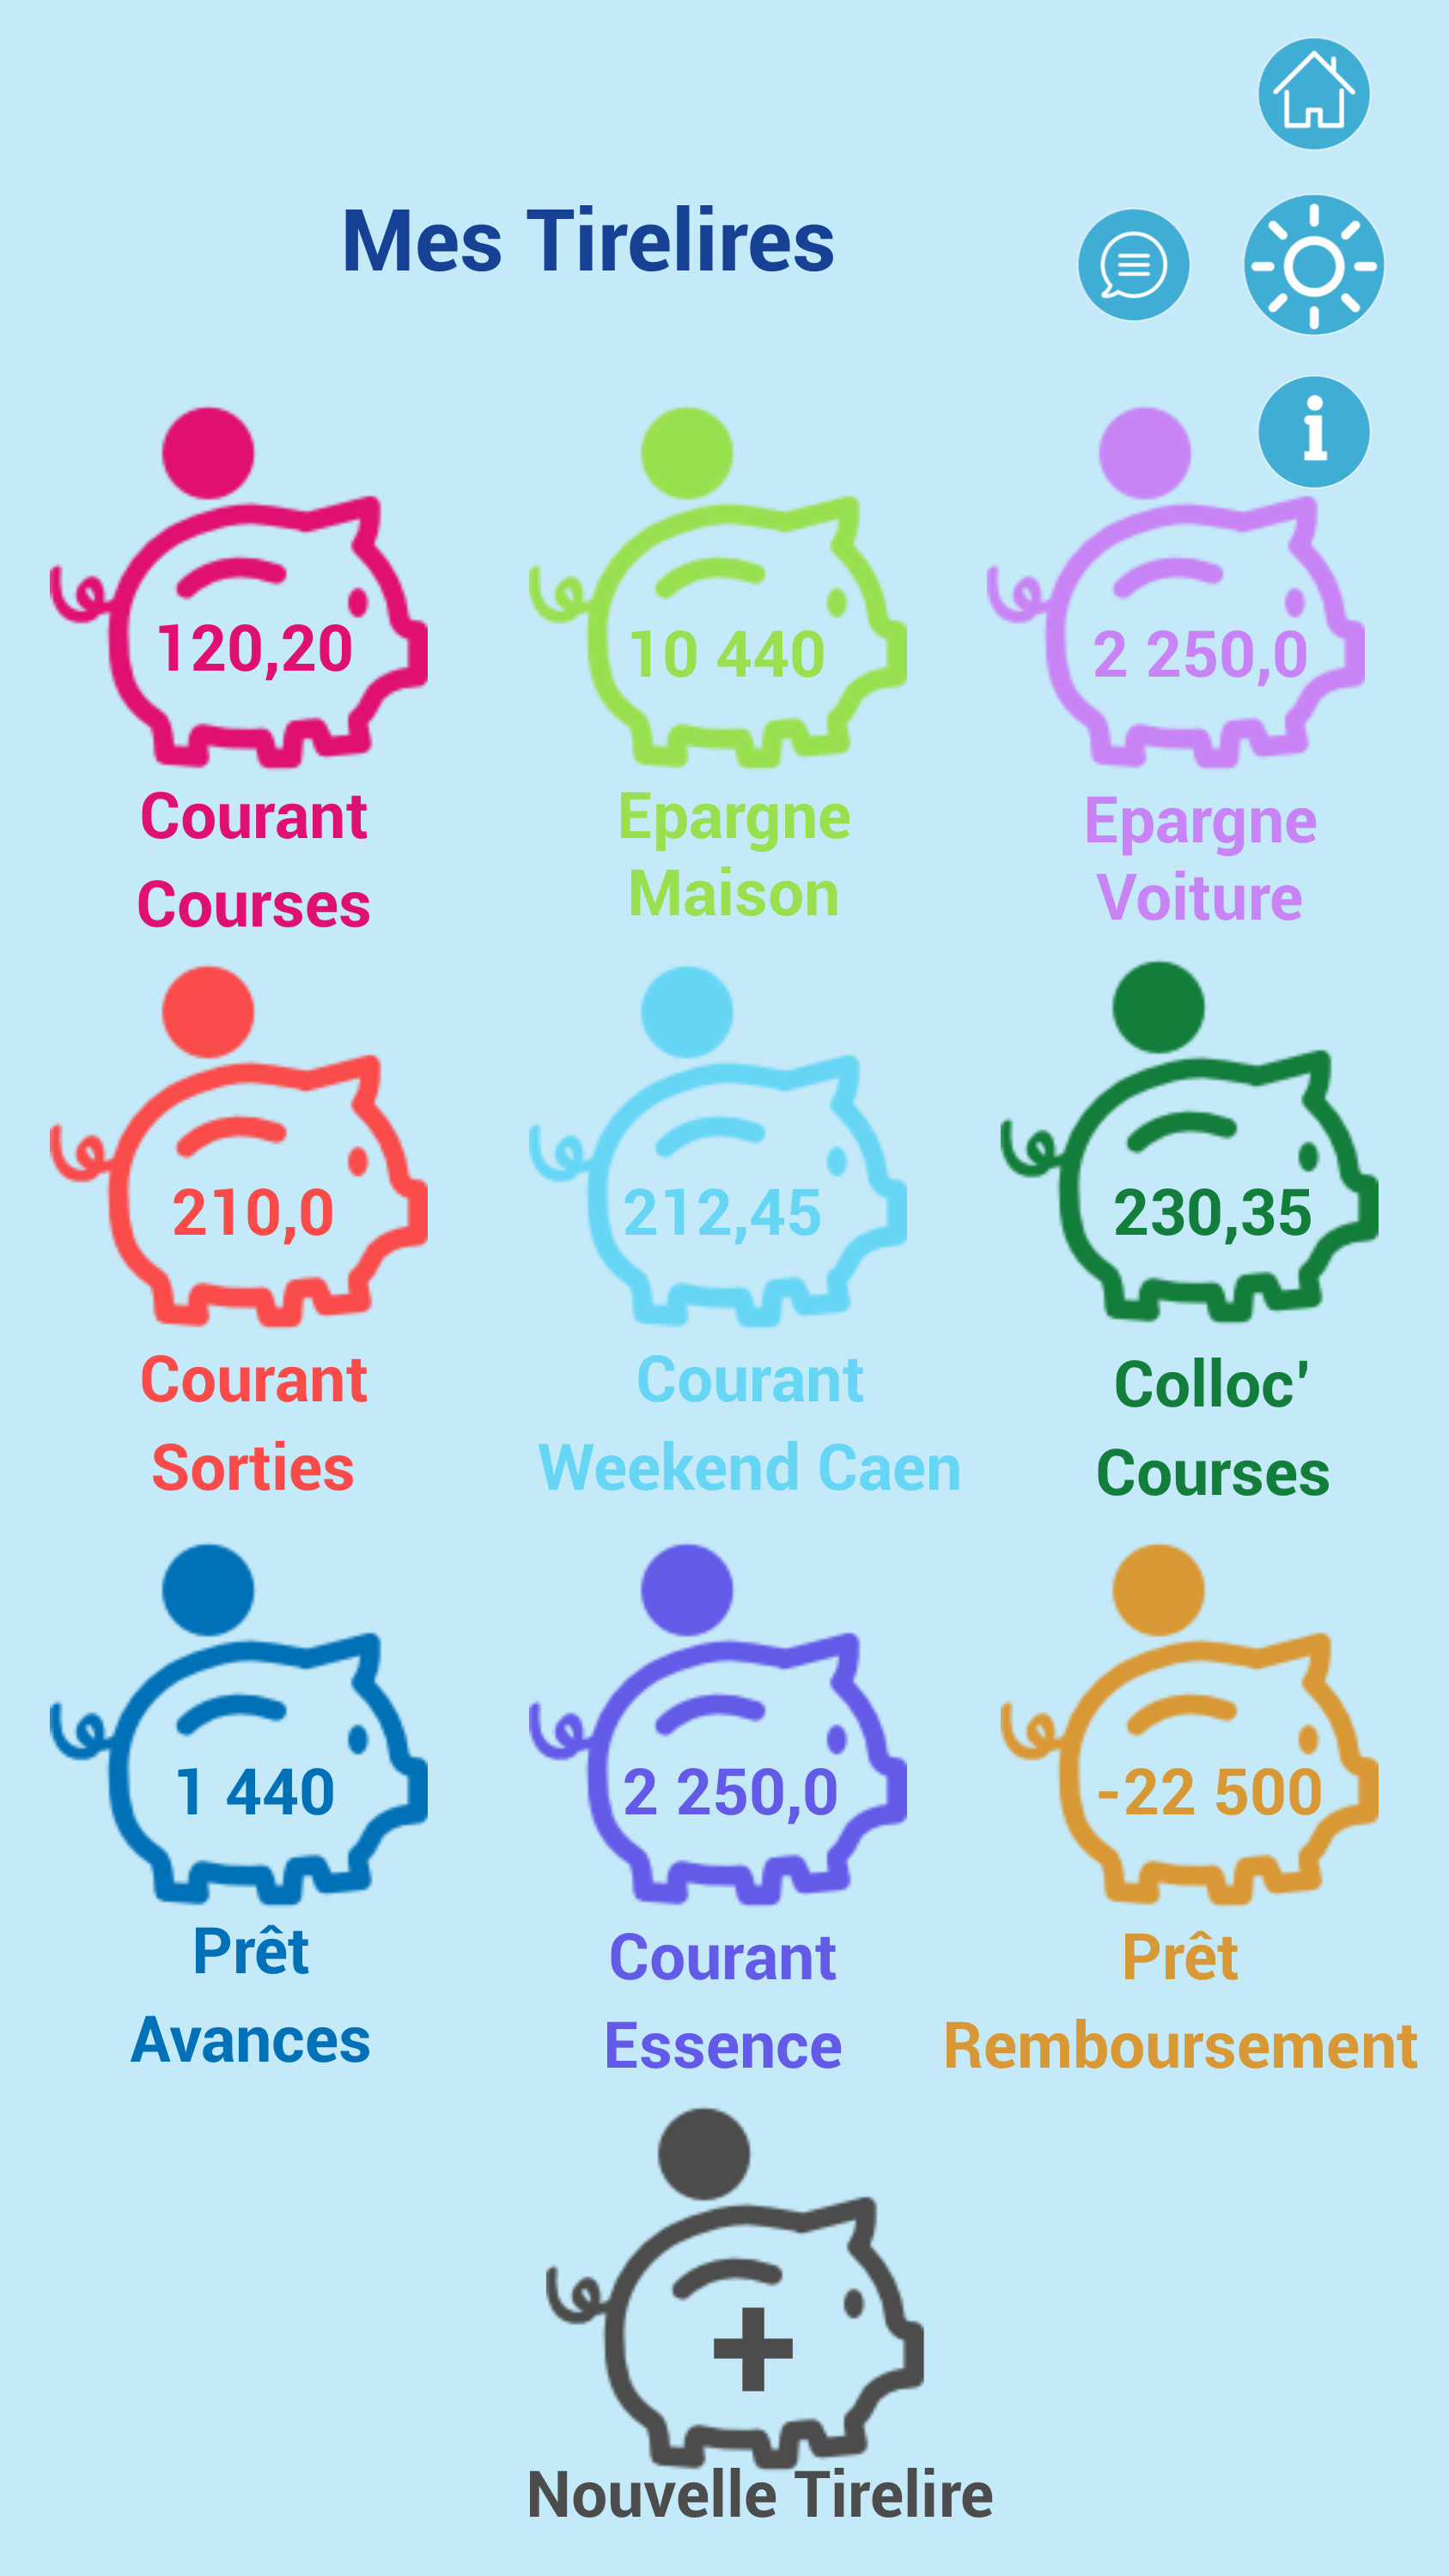 Mes Tirelires
120,20
10 440
2 250,0
Courant
Courses
Epargne
Maison
Epargne
Voiture
210,0
212,45
230,35
Courant
Sorties
Courant
Weekend Caen
Colloc'
Courses
1 440
2 250,0
-22 500
Prêt
Avances
Courant
Essence
Prêt
Remboursement
+
Nouvelle Tirelire